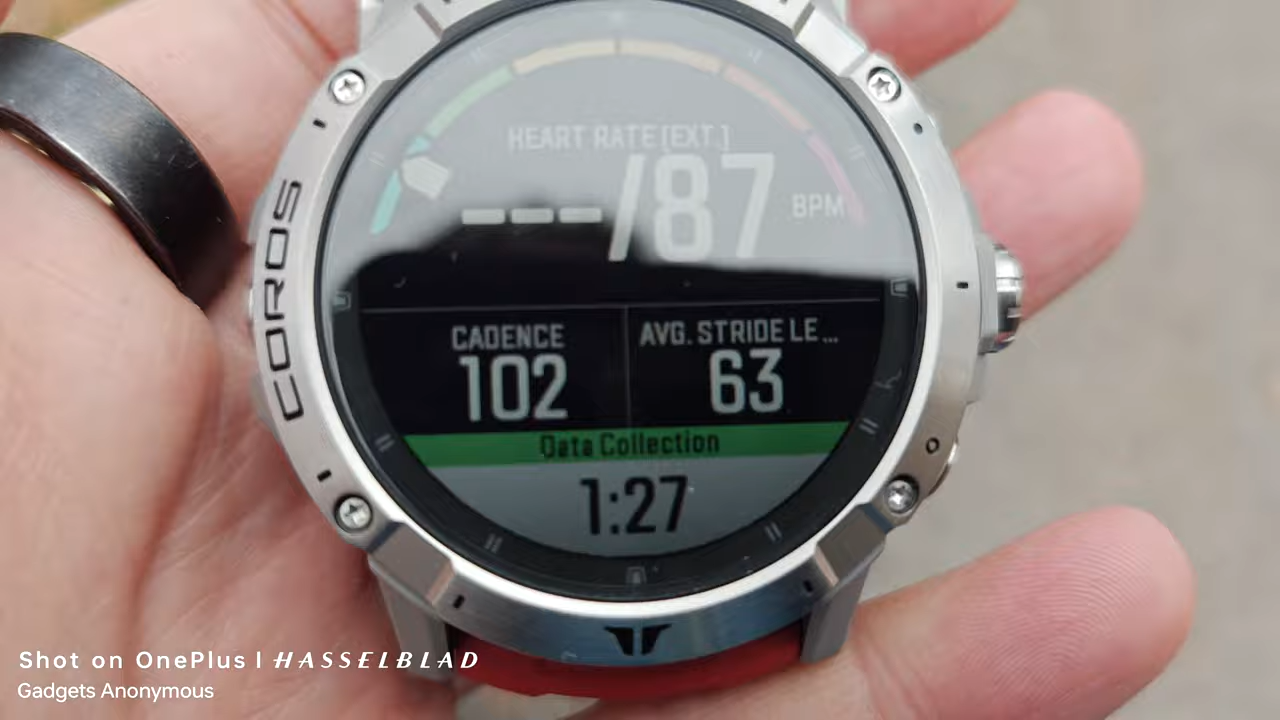 HEART RATE [EXT.]
---/87 BPM
COROS
CADENCE
AVG. STRIDE LE...
102
63
Data Collection
1:27
Shot on OnePlus | HASSELBLAD
Gadgets Anonymous